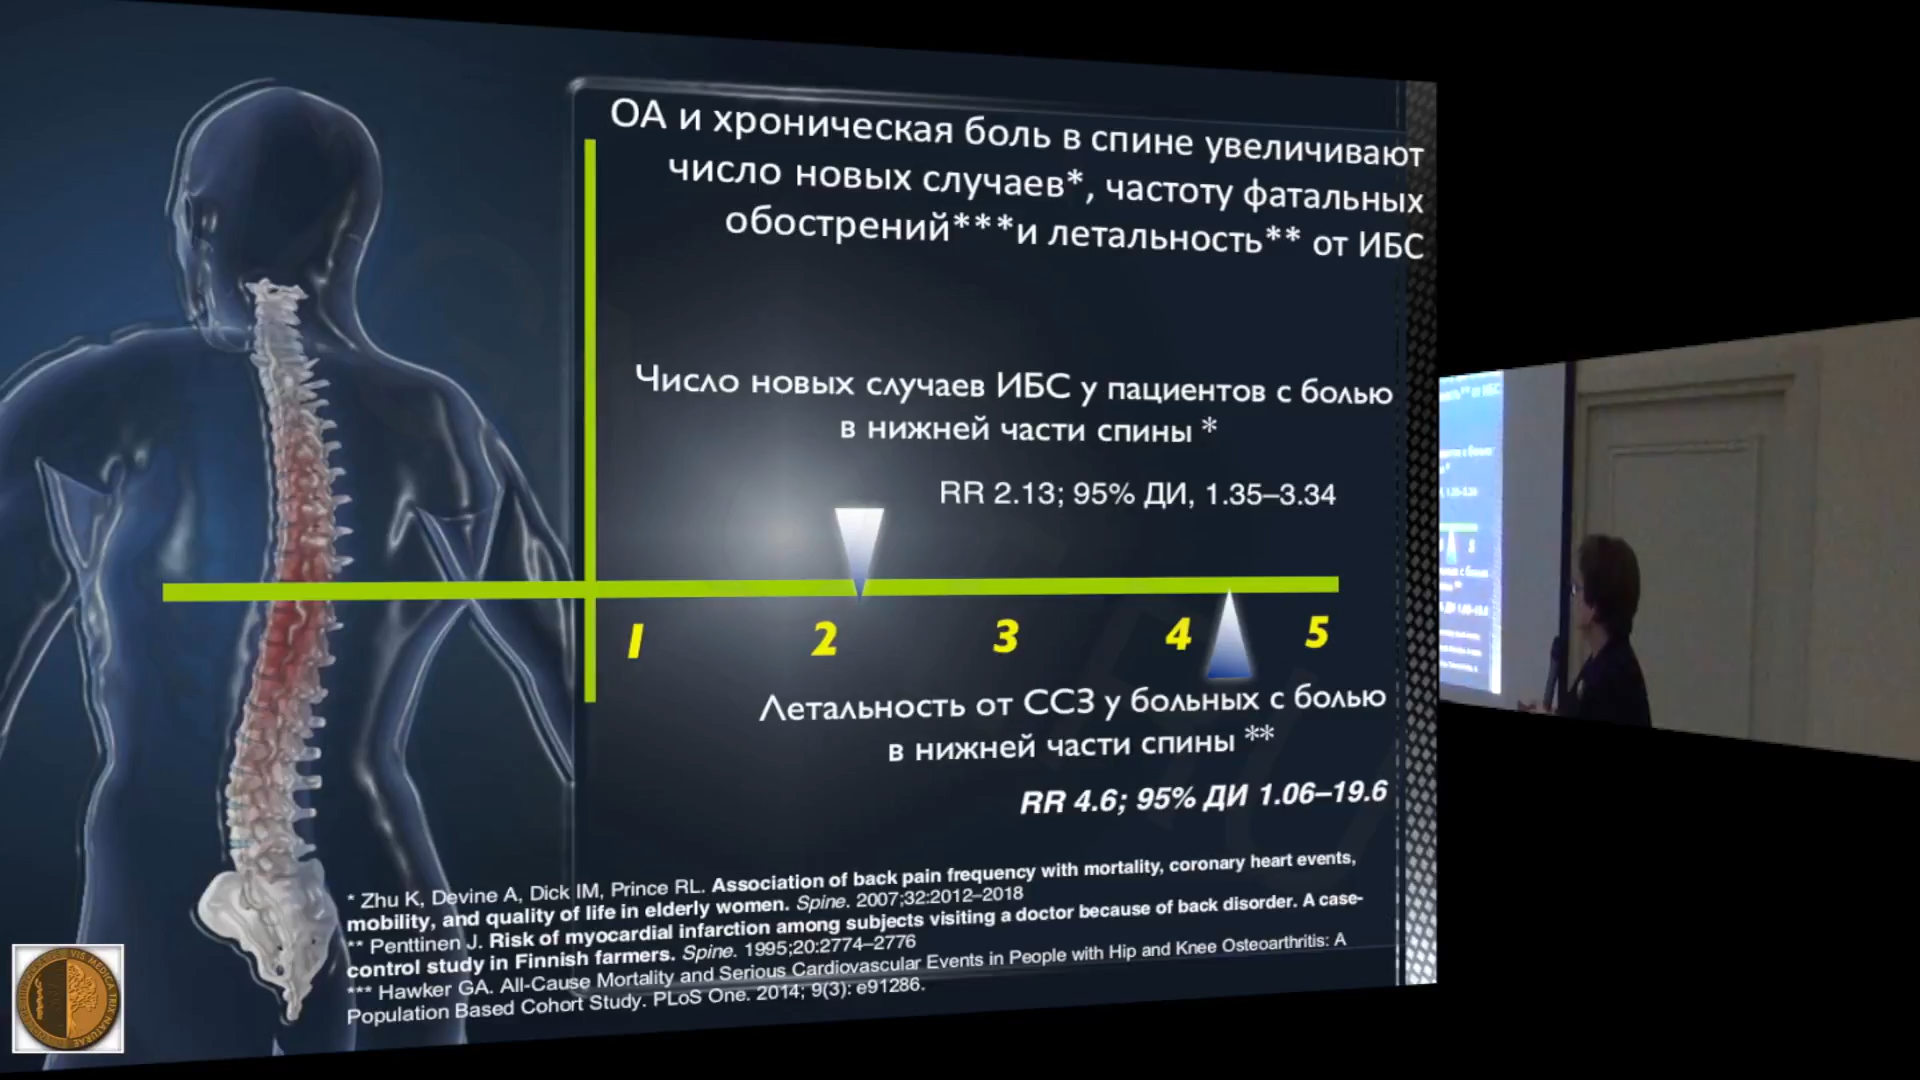 ОА и хроническая боль в спине увеличивают
число новых случаев*, частоту фатальных
обострений***и летальность** от ИБС
Число новых случаев ИБС у пациентов с болью
в нижней части спины *
RR 2.13; 95% ДИ, 1.35–3.34
1 2 3 4 5
Летальность от ССЗ у больных с болью
в нижней части спины **
RR 4.6; 95% ДИ 1.06–19.6
* Zhu K, Devine A, Dick IM, Prince RL. Association of back pain frequency with mortality, coronary heart events,
mobility, and quality of life in elderly women. Spine. 2007;32:2012–2018
** Penttinen J. Risk of myocardial infarction among subjects visiting a doctor because of back disorder. A case-
control study in Finnish farmers. Spine. 1995;20:2774–2776
*** Hawker GA. All-Cause Mortality and Serious Cardiovascular Events in People with Hip and Knee Osteoarthritis: A
Population Based Cohort Study. PLoS One. 2014; 9(3): e91286.
VIS MEDICATRIX NATURAE